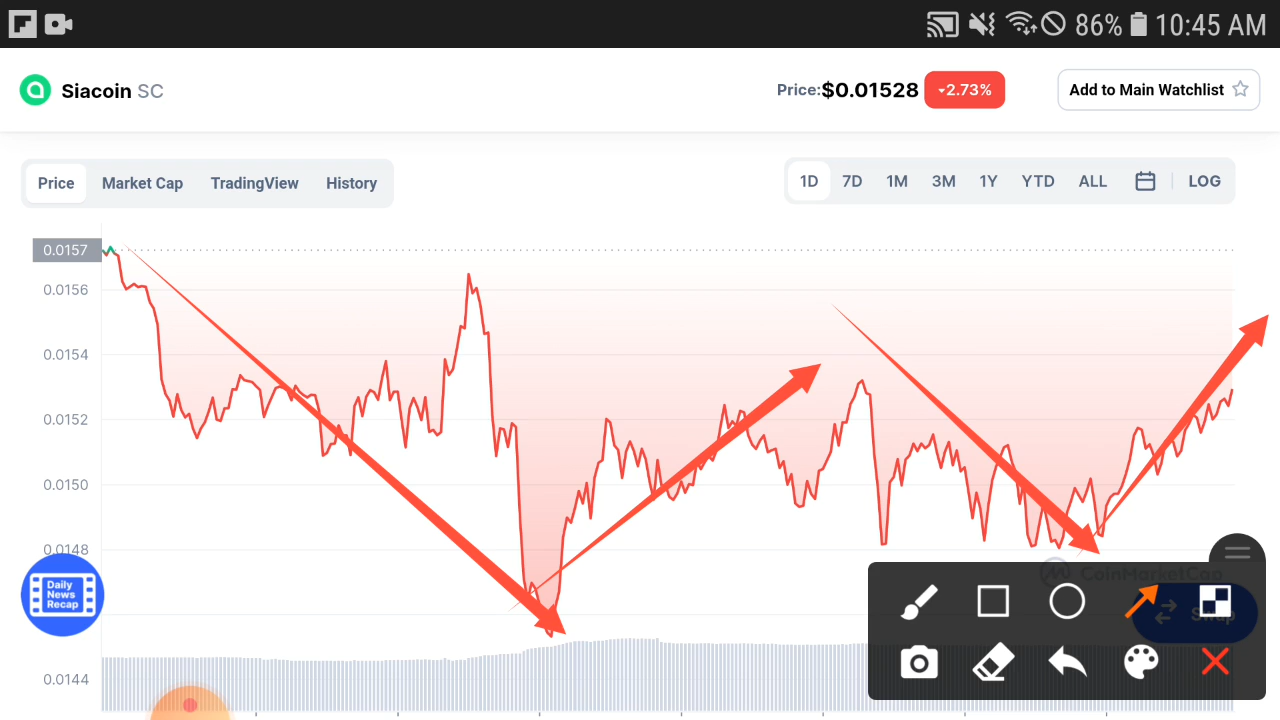 86% 10:45 AM
Siacoin SC
Price:$0.01528
2.73%
Add to Main Watchlist
Price Market Cap TradingView History
1D 7D 1M 3M 1Y YTD ALL LOG
0.0157
0.0156
0.0154
0.0152
0.0150
0.0148
0.0144
Daily
News
Recap
CoinMarketCap
Swap